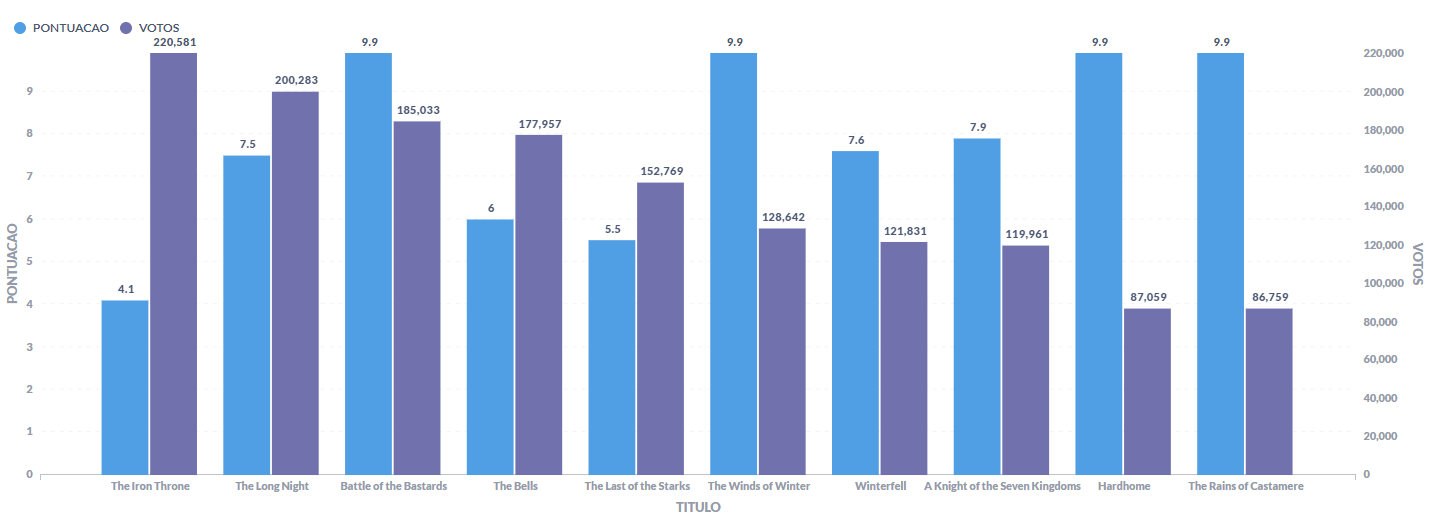 PONTUACAO VOTOS
220,581 9.9 9.9 9.9 9.9 220,000
9 200,283 200,000
185,033
8 177,957 7.9 180,000
7.5 7.6
7 152,769 160,000
6 6 5.5 128,642 121,831 119,961 140,000
5 120,000
PONTUACAO VOTOS
4.1 87,059 86,759 100,000
4 80,000
3 60,000
2 40,000
1 20,000
0 0
The Iron Throne The Long Night Battle of the Bastards The Bells The Last of the Starks The Winds of Winter Winterfell A Knight of the Seven Kingdoms Hardhome The Rains of Castamere
TITULO